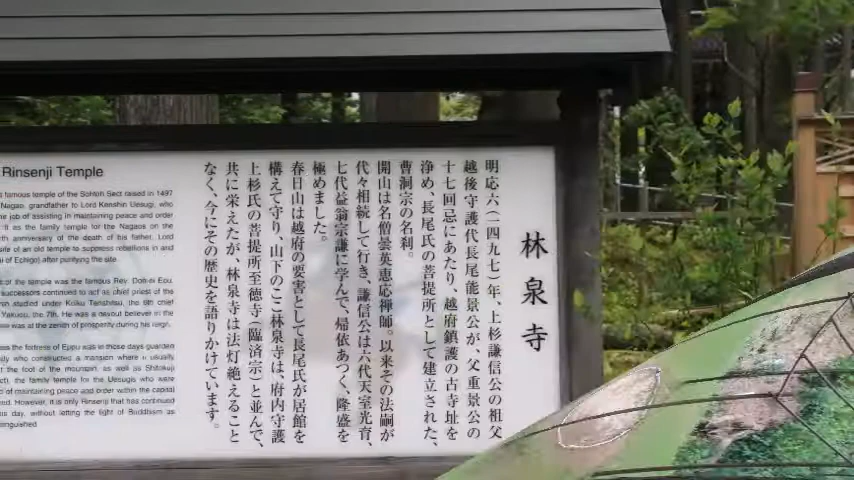 林泉寺
明応六(一四九七)年、上杉謙信公の祖父
越後守護代長尾能景公が、父重景公の
十七回忌にあたり、越府鎮護の古寺址を
浄め、長尾氏の菩提所として建立された、
曹洞宗の名刹。
開山は名僧曇英恵応禅師。以来その法嗣が
代々相続して行き、謙信公は六代天室光育、
七代益翁宗謙に学んで、帰依あつく、隆盛を
極めました。
春日山は越府の要害として長尾氏が居館を
構えて守り、山下のここ林泉寺は、府内守護
上杉氏の菩提所至徳寺(臨済宗)と並んで、
共に栄えたが、林泉寺は法灯絶えること
なく、今にその歴史を語りかけています。
Rinsenji Temple
famous temple of the Sohtoh Sect raised in 1497
Nagao, grandfather to Lord Kenshin Uesugi, who
he job of assisting in maintaining peace and order
it as the family temple for the Nagaos on the
anniversary of the death of his father, Lord
site of an old temple to suppress rebellions in and
of Echigo) after purifying the site.
of the temple was the famous Rev. Don-ei Eou.
successors continued to act as chief priest of the
studied under Kniku Tenshitsu, the 6th chief
Yakuou, the 7th. He was a devout believer in the
was at the zenith of prosperity during his reign.
the fortress of Eppu was in those days guarded
who constructed a mansion where it usually
the foot of the mountain, as well as Shitokuji
the family temple for the Uesugis who were
of maintaining peace and order within the capital
However, it is only Rinsenji that has continued
this day, without letting the light of Buddhism as